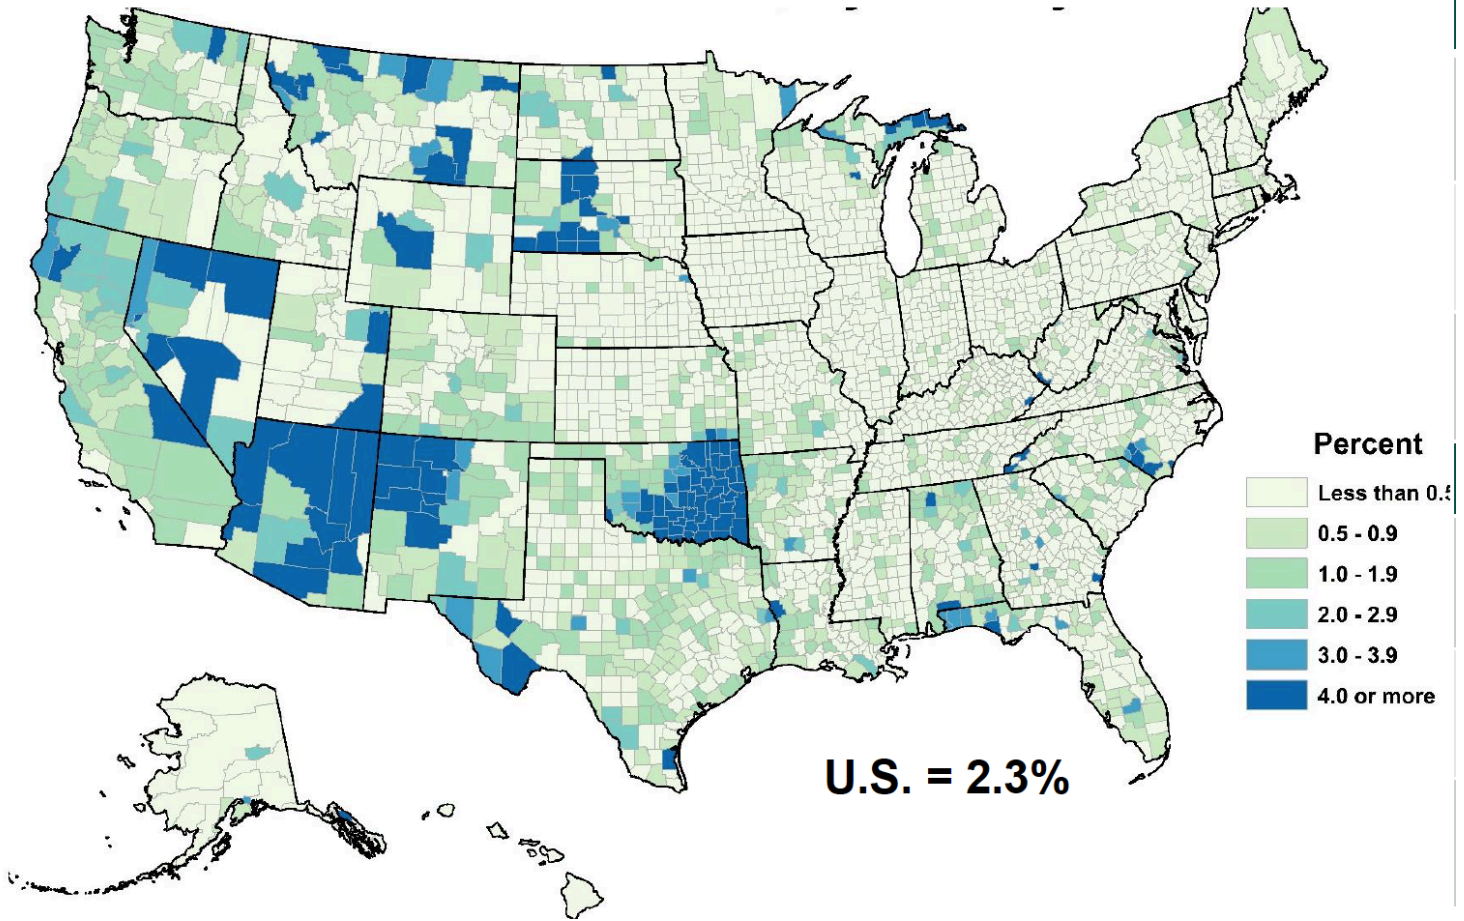 Percent
Less than 0.5
0.5 - 0.9
1.0 - 1.9
2.0 - 2.9
3.0 - 3.9
4.0 or more
U.S. = 2.3%